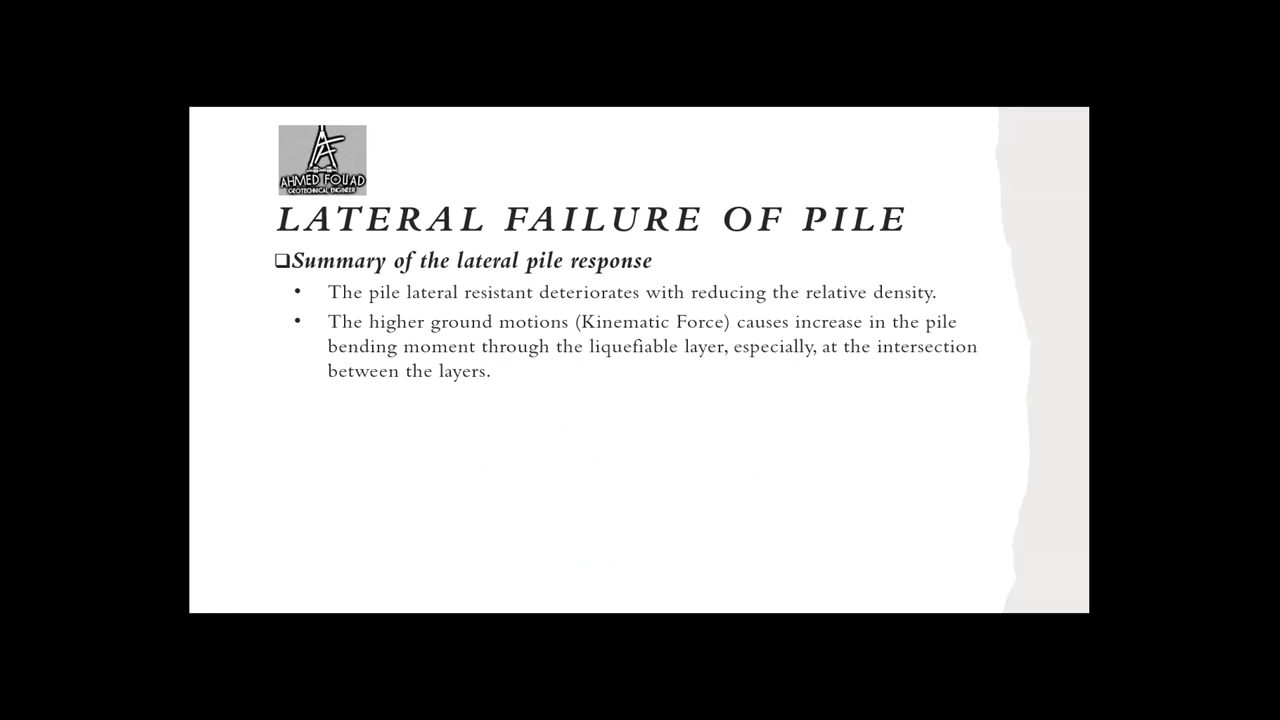 AHMED FOUAD
GEOTECHNICAL ENGINEER
LATERAL FAILURE OF PILE
❑Summary of the lateral pile response
• The pile lateral resistant deteriorates with reducing the relative density.
• The higher ground motions (Kinematic Force) causes increase in the pile
bending moment through the liquefiable layer, especially, at the intersection
between the layers.